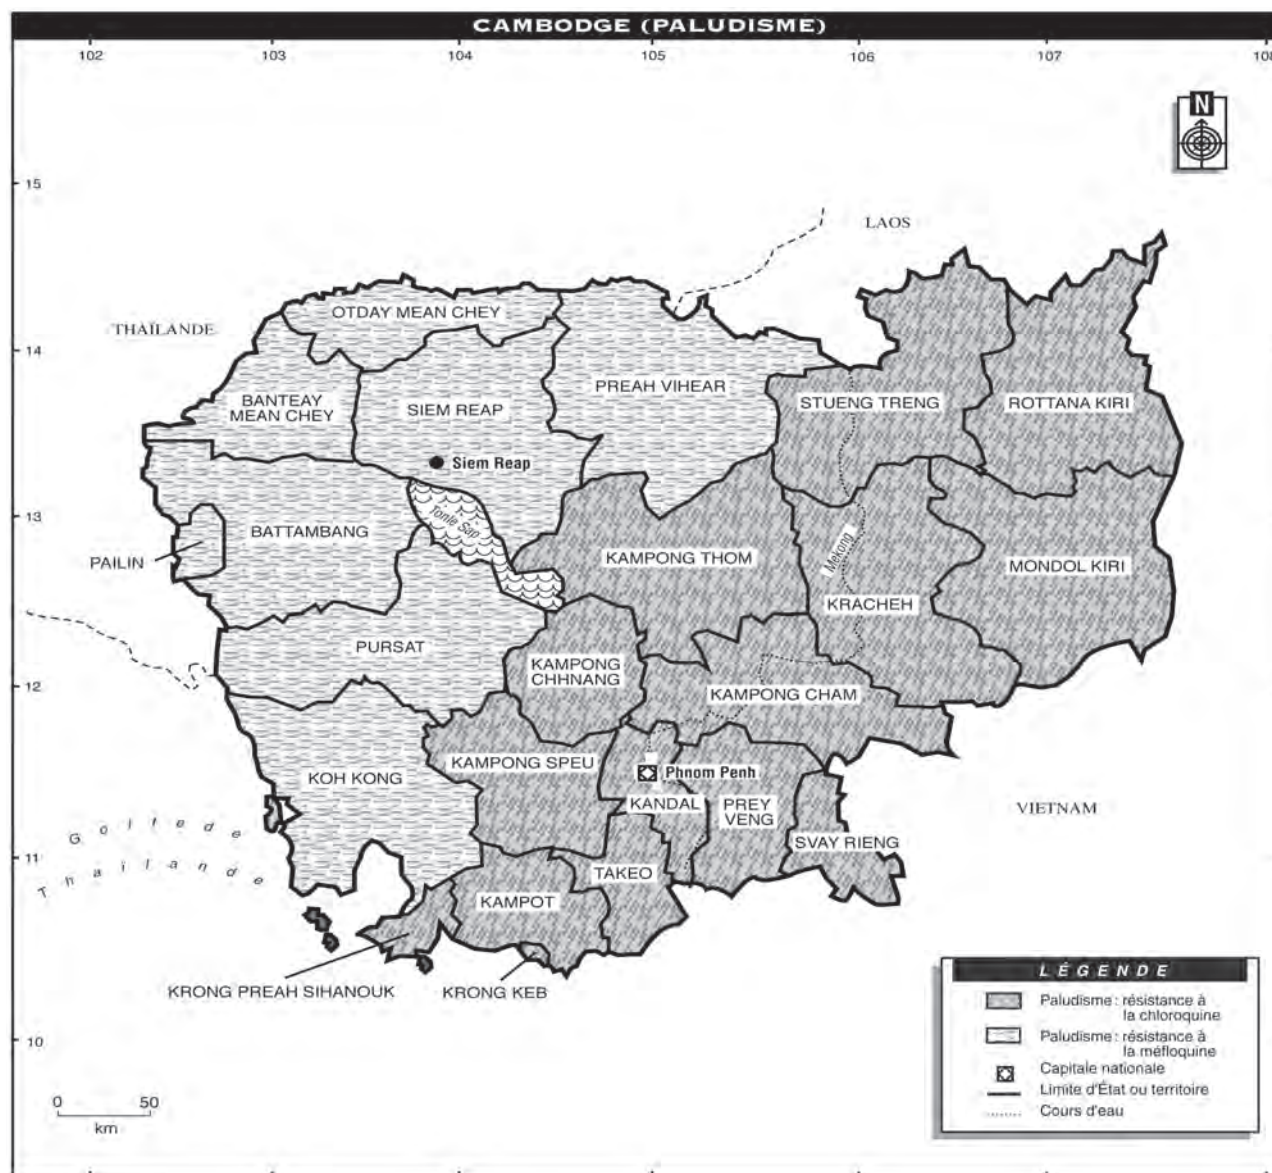 CAMBODGE (PALUDISME)
102 103 104 105 106 107 108
N
15
LAOS
OTDAY MEAN CHEY
THAÏLANDE
14
PREAH VIHEAR
BANTEAY
MEAN CHEY
SIEM REAP
STUENG TRENG
ROTTANA KIRI
Siem Reap
13
Tonle Sap
BATTAMBANG
PAILIN
KAMPONG THOM
Mekong
MONDOL KIRI
KRACHEH
PURSAT
KAMPONG
CHHNANG
12
KAMPONG CHAM
KAMPONG SPEU
Phnom Penh
KOH KONG
KANDAL
PREY
VENG
VIETNAM
Golfe de
Thaïlande
SVAY RIENG
11
TAKEO
KAMPOT
KRONG PREAH SIHANOUK
KRONG KEB
10
LÉGENDE
Paludisme : résistance à
la chloroquine
Paludisme : résistance à
la méfloquine
Capitale nationale
Limite d'État ou territoire
Cours d'eau
0 50
km